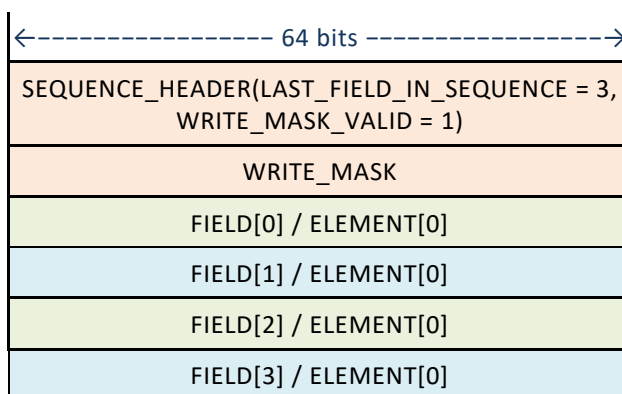 ←----------------- 64 bits -----------------→
SEQUENCE_HEADER(LAST_FIELD_IN_SEQUENCE = 3,
WRITE_MASK_VALID = 1)
WRITE_MASK
FIELD[0] / ELEMENT[0]
FIELD[1] / ELEMENT[0]
FIELD[2] / ELEMENT[0]
FIELD[3] / ELEMENT[0]